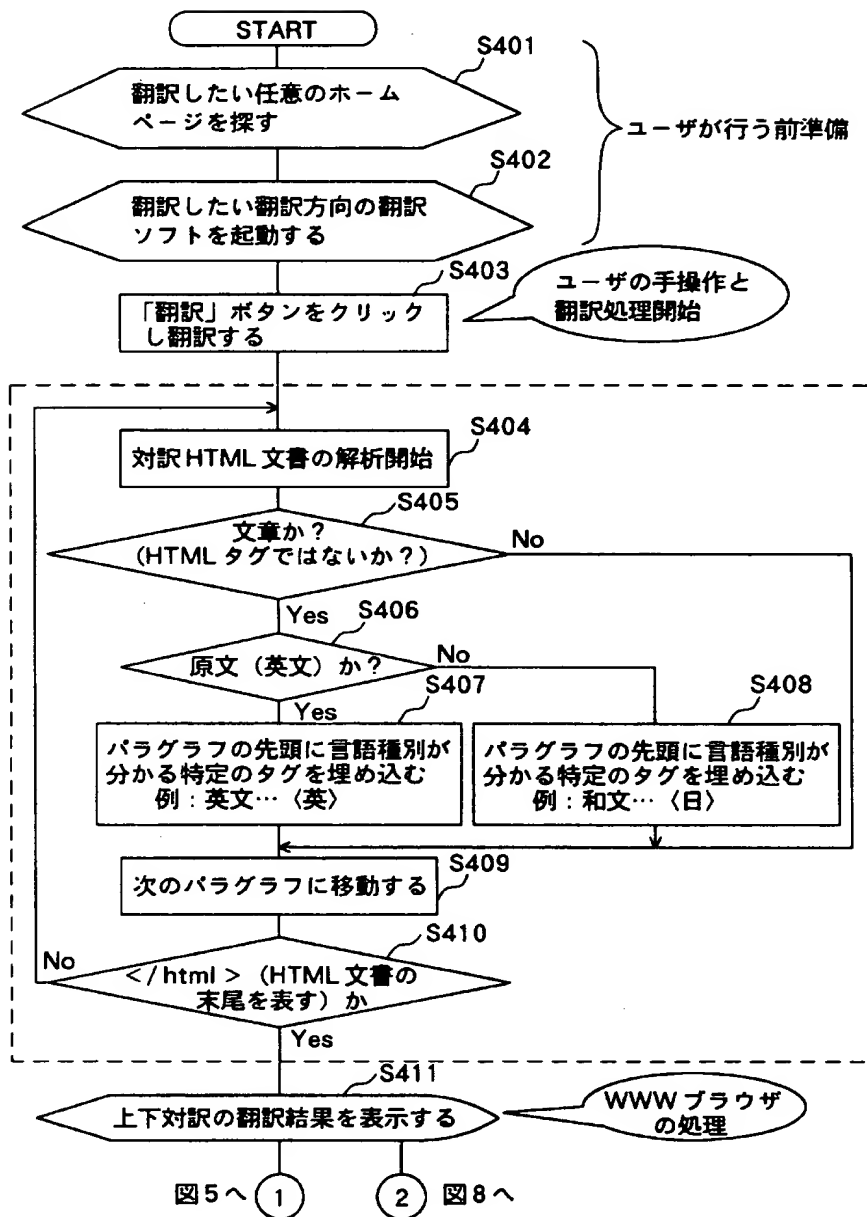 START
S401
翻訳したい任意のホーム
ページを探す
ユーザが行う前準備
S402
翻訳したい翻訳方向の翻訳
ソフトを起動する
S403
「翻訳」ボタンをクリック
し翻訳する
ユーザの手操作と
翻訳処理開始
S404
対訳HTML文書の解析開始
S405
文章か?
(HTMLタグではないか?)
No
Yes
S406
原文(英文)か?
No
Yes
S407
パラグラフの先頭に言語種別が
分かる特定のタグを埋め込む
例:英文…〈英〉
S408
パラグラフの先頭に言語種別が
分かる特定のタグを埋め込む
例:和文…〈日〉
S409
次のパラグラフに移動する
S410
No
</html>(HTML文書の
末尾を表す)か
Yes
S411
上下対訳の翻訳結果を表示する
WWWブラウザ
の処理
図5へ 1 2 図8へ